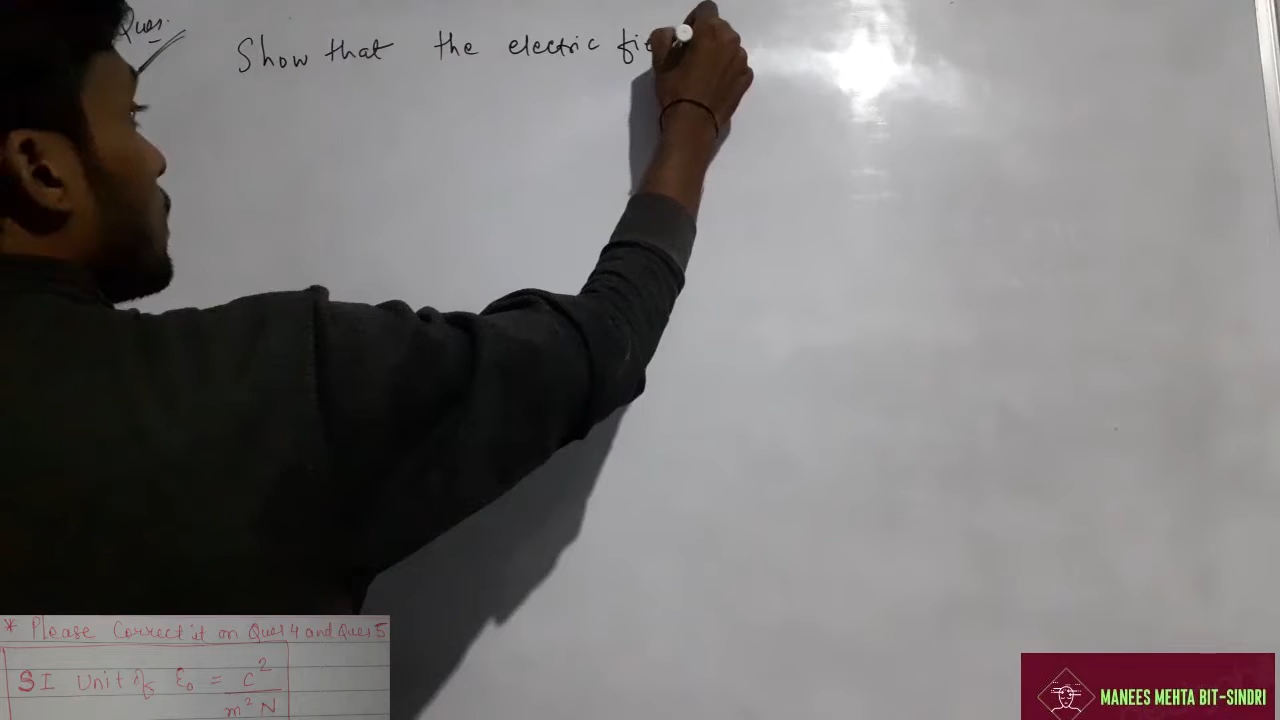 Ques.
Show that the electric fie
* Please Correct it on Ques 4 and Ques 5
SI Unit of ε₀ = C²
m² N
MANEES MEHTA BIT-SINDRI